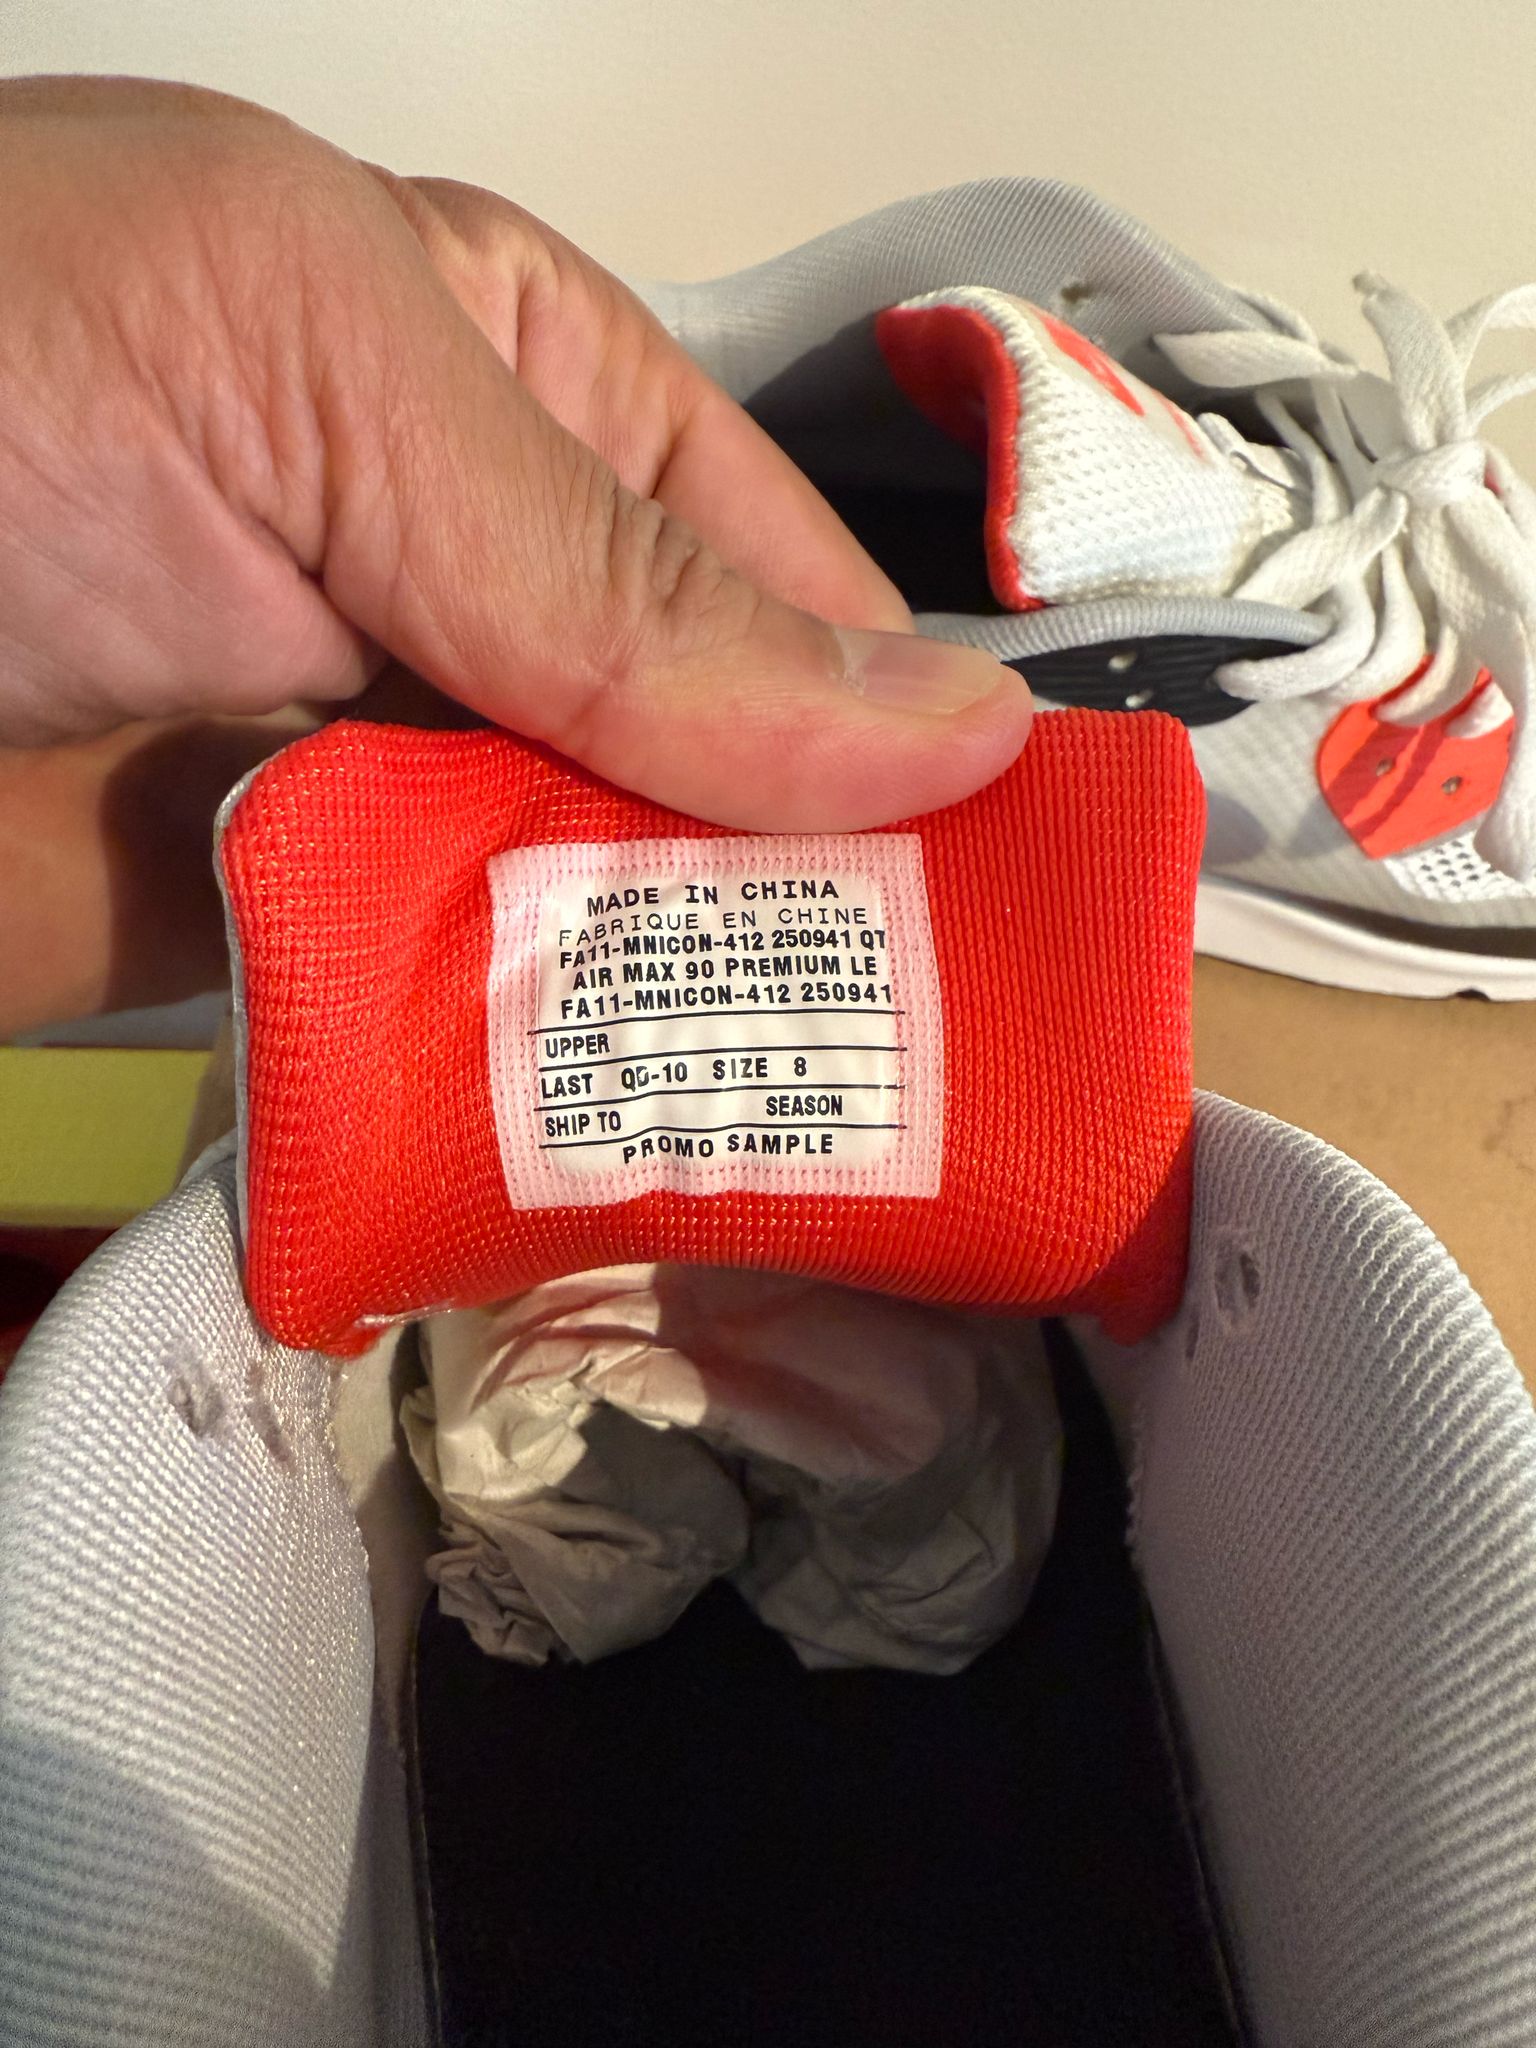 MADE IN CHINA
FABRIQUE EN CHINE
FA11-MNICON-412 250941 QT
AIR MAX 90 PREMIUM LE
FA11-MNICON-412 250941
UPPER
LAST QD-10 SIZE 8
SHIP TO SEASON
PROMO SAMPLE